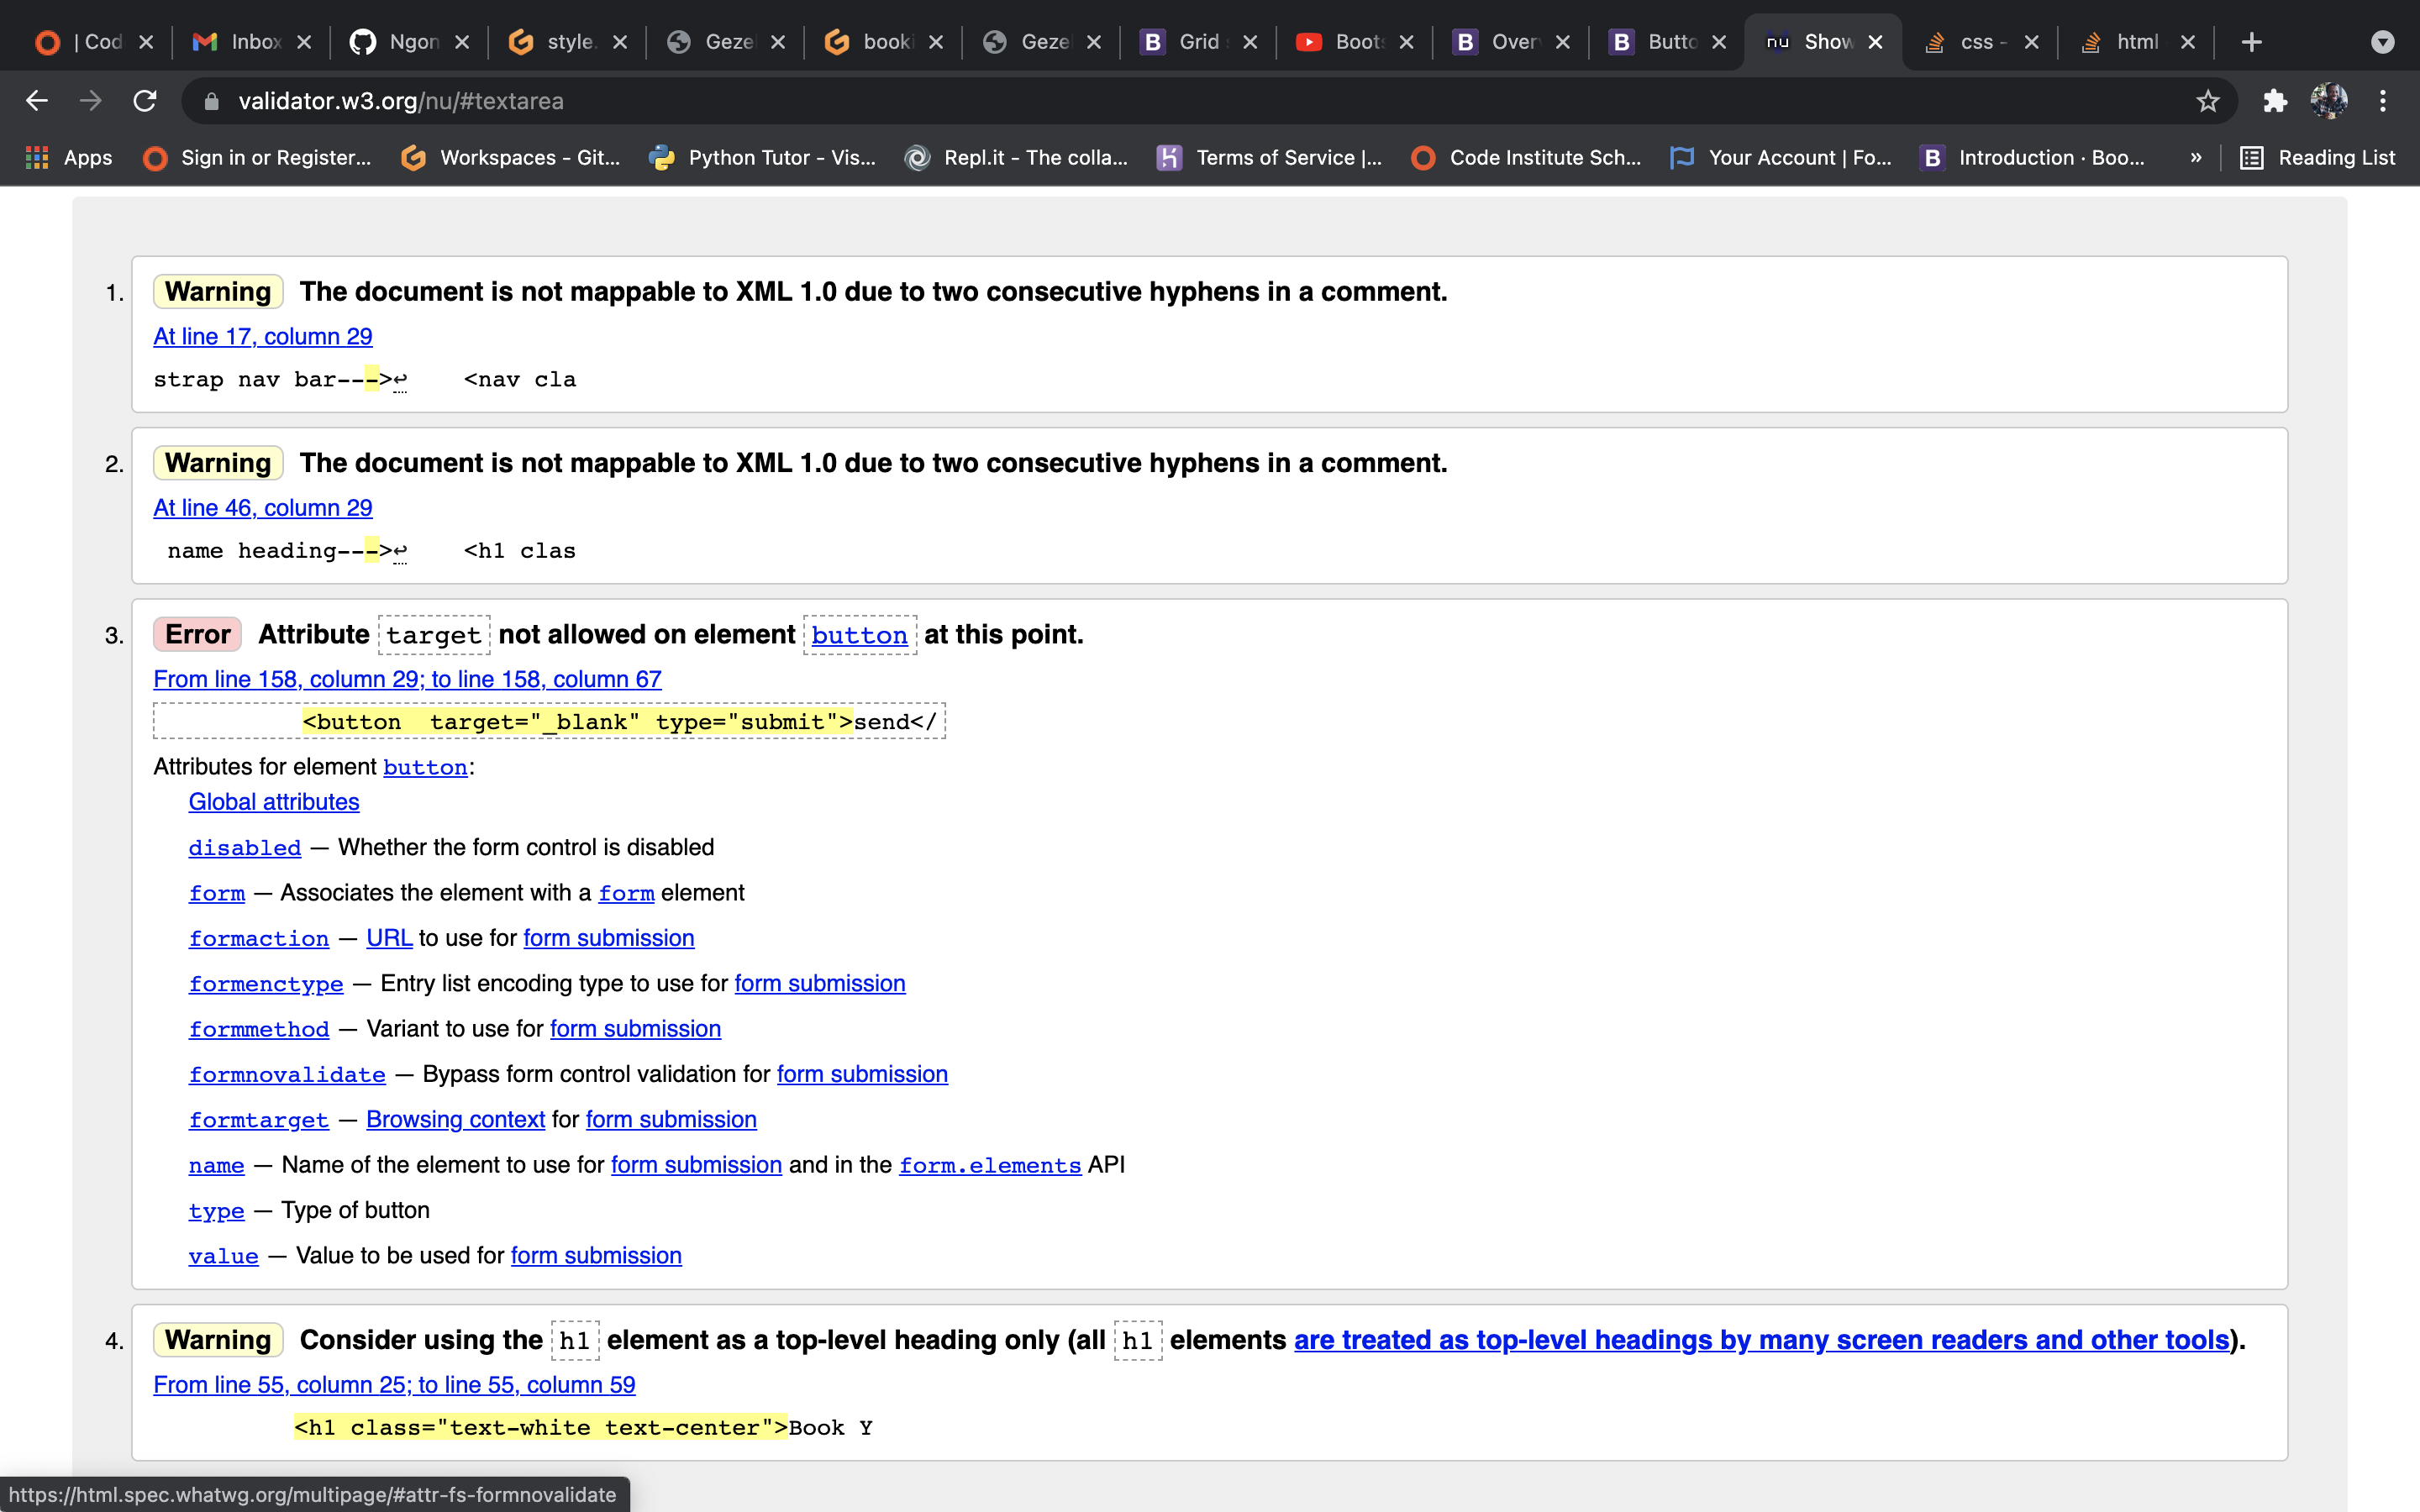 | Cod
Inbox
Ngon
style.
Geze
booki
Geze
Grid
Boots
Over
Butto
nu Show
css -
html
validator.w3.org/nu/#textarea
Apps
Sign in or Register...
Workspaces - Git...
Python Tutor - Vis...
Repl.it - The colla...
Terms of Service |...
Code Institute Sch...
Your Account | Fo...
Introduction · Boo...
»
Reading List
1. Warning The document is not mappable to XML 1.0 due to two consecutive hyphens in a comment.
At line 17, column 29
strap nav bar--->↩ <nav cla
2. Warning The document is not mappable to XML 1.0 due to two consecutive hyphens in a comment.
At line 46, column 29
name heading--->↩ <h1 clas
3. Error Attribute target not allowed on element button at this point.
From line 158, column 29; to line 158, column 67
<button  target="_blank" type="submit">send</
Attributes for element button:
Global attributes
disabled — Whether the form control is disabled
form — Associates the element with a form element
formaction — URL to use for form submission
formenctype — Entry list encoding type to use for form submission
formmethod — Variant to use for form submission
formnovalidate — Bypass form control validation for form submission
formtarget — Browsing context for form submission
name — Name of the element to use for form submission and in the form.elements API
type — Type of button
value — Value to be used for form submission
4. Warning Consider using the h1 element as a top-level heading only (all h1 elements are treated as top-level headings by many screen readers and other tools).
From line 55, column 25; to line 55, column 59
<h1 class="text-white text-center">Book Y
https://html.spec.whatwg.org/multipage/#attr-fs-formnovalidate